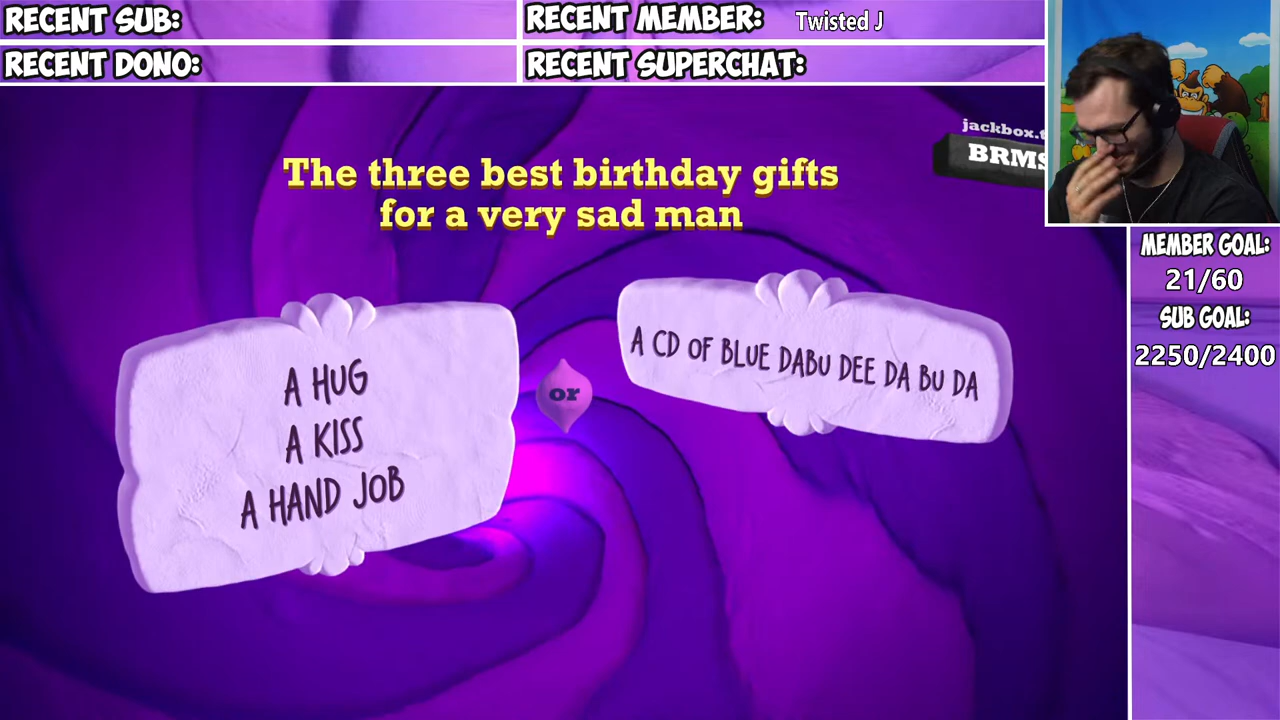 RECENT SUB:
RECENT MEMBER: Twisted J
RECENT DONO:
RECENT SUPERCHAT:
jackbox.t
BRMS
The three best birthday gifts
for a very sad man
A HUG
A KISS
A HAND JOB
or
A CD OF BLUE DABU DEE DA BU DA
MEMBER GOAL:
21/60
SUB GOAL:
2250/2400